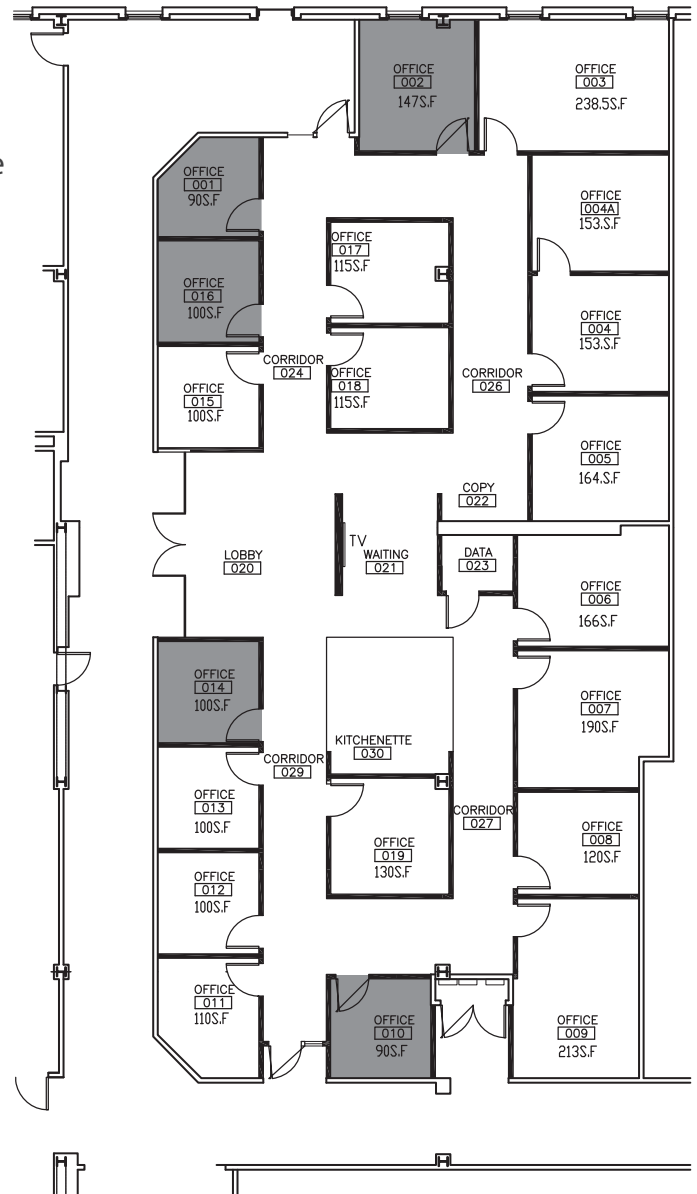 OFFICE
002
147S.F
OFFICE
003
238.5S.F
e
OFFICE
001
90S.F
OFFICE
004A
153.S.F
OFFICE
017
115S.F
OFFICE
016
100S.F
OFFICE
004
153.S.F
CORRIDOR
024
OFFICE
018
115S.F
CORRIDOR
026
OFFICE
015
100S.F
OFFICE
005
164.S.F
COPY
022
TV
LOBBY
020
WAITING
021
DATA
023
OFFICE
006
166S.F
OFFICE
014
100S.F
OFFICE
007
190S.F
KITCHENETTE
030
CORRIDOR
029
OFFICE
013
100S.F
CORRIDOR
027
OFFICE
019
130S.F
OFFICE
008
120S.F
OFFICE
012
100S.F
OFFICE
011
110S.F
OFFICE
010
90S.F
OFFICE
009
213S.F